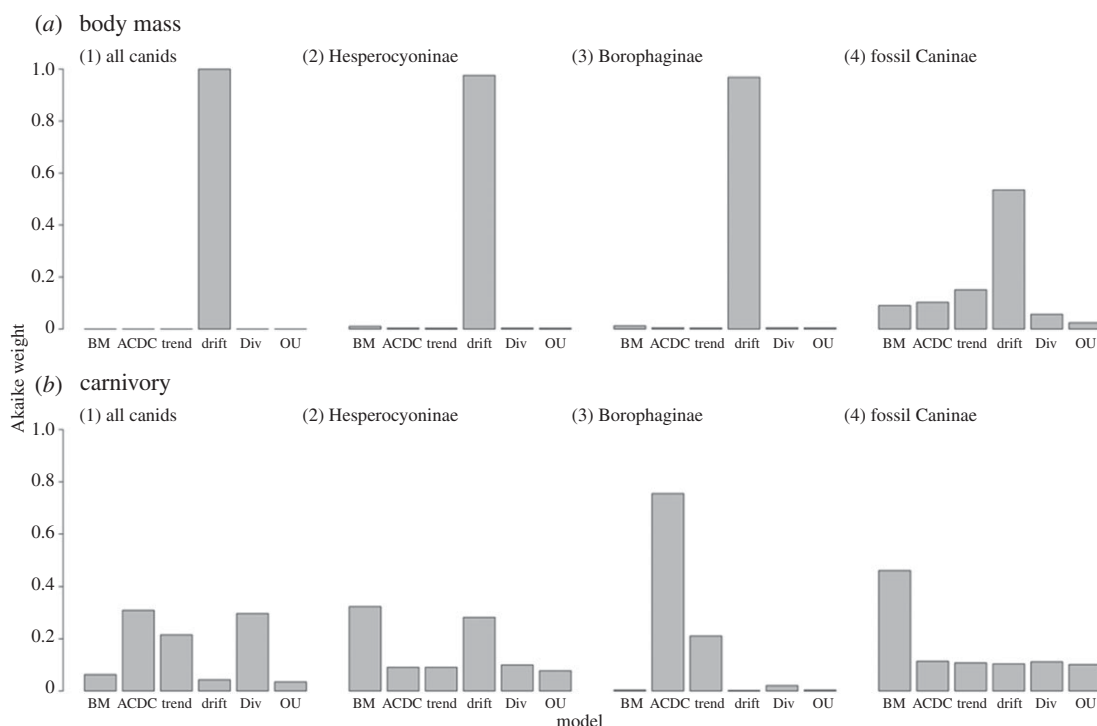 (a) body mass
(1) all canids (2) Hesperocyoninae (3) Borophaginae (4) fossil Caninae
1.0
0.8
0.6
0.4
0.2
0
BM ACDC trend drift Div OU BM ACDC trend drift Div OU BM ACDC trend drift Div OU BM ACDC trend drift Div OU
Akaike weight
(b) carnivory
(1) all canids (2) Hesperocyoninae (3) Borophaginae (4) fossil Caninae
1.0
0.8
0.6
0.4
0.2
0
BM ACDC trend drift Div OU BM ACDC trend drift Div OU BM ACDC trend drift Div OU BM ACDC trend drift Div OU
model